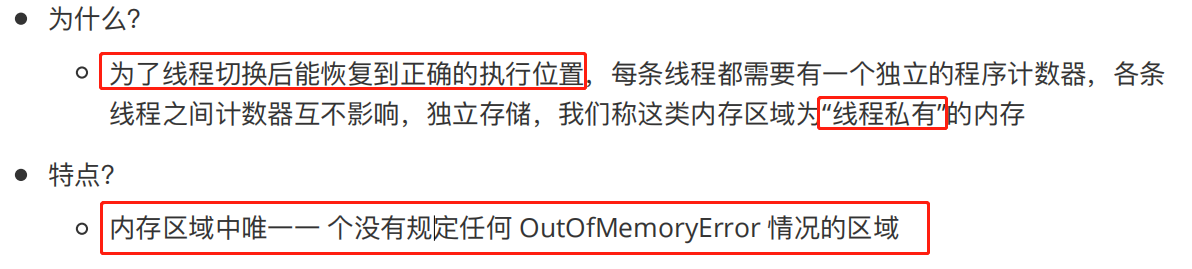 为什么?
为了线程切换后能恢复到正确的执行位置，每条线程都需要有一个独立的程序计数器，各条
线程之间计数器互不影响，独立存储，我们称这类内存区域为“线程私有”的内存
特点?
内存区域中唯一一 个没有规定任何 OutOfMemoryError 情况的区域